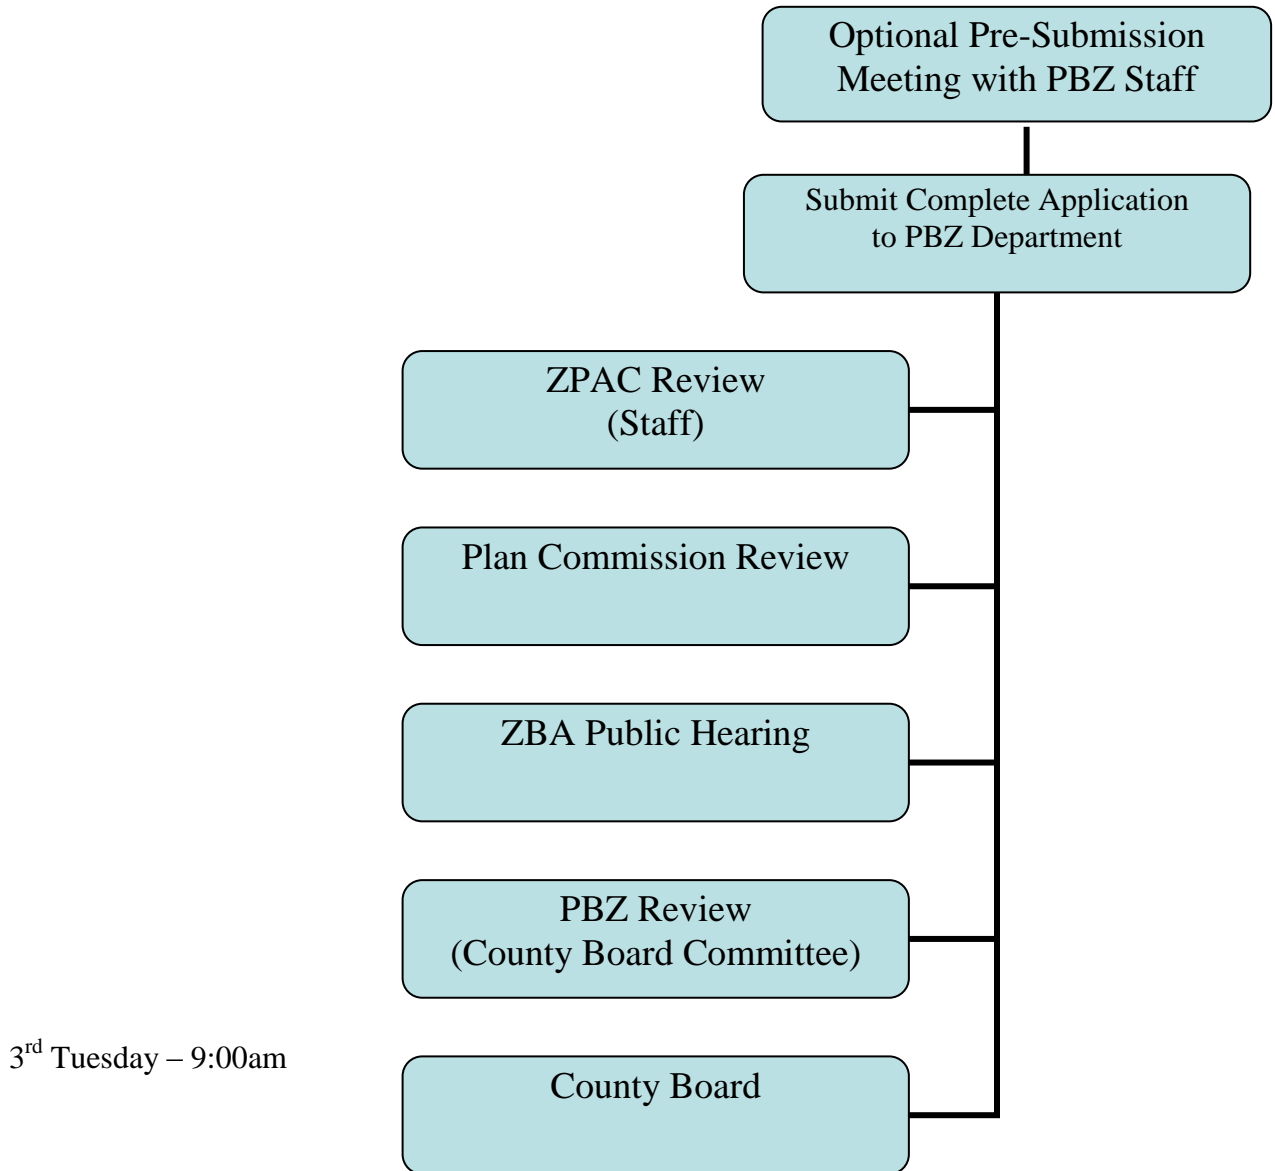 Optional Pre-Submission
Meeting with PBZ Staff
Submit Complete Application
to PBZ Department
ZPAC Review
(Staff)
Plan Commission Review
ZBA Public Hearing
PBZ Review
(County Board Committee)
3rd Tuesday – 9:00am
County Board